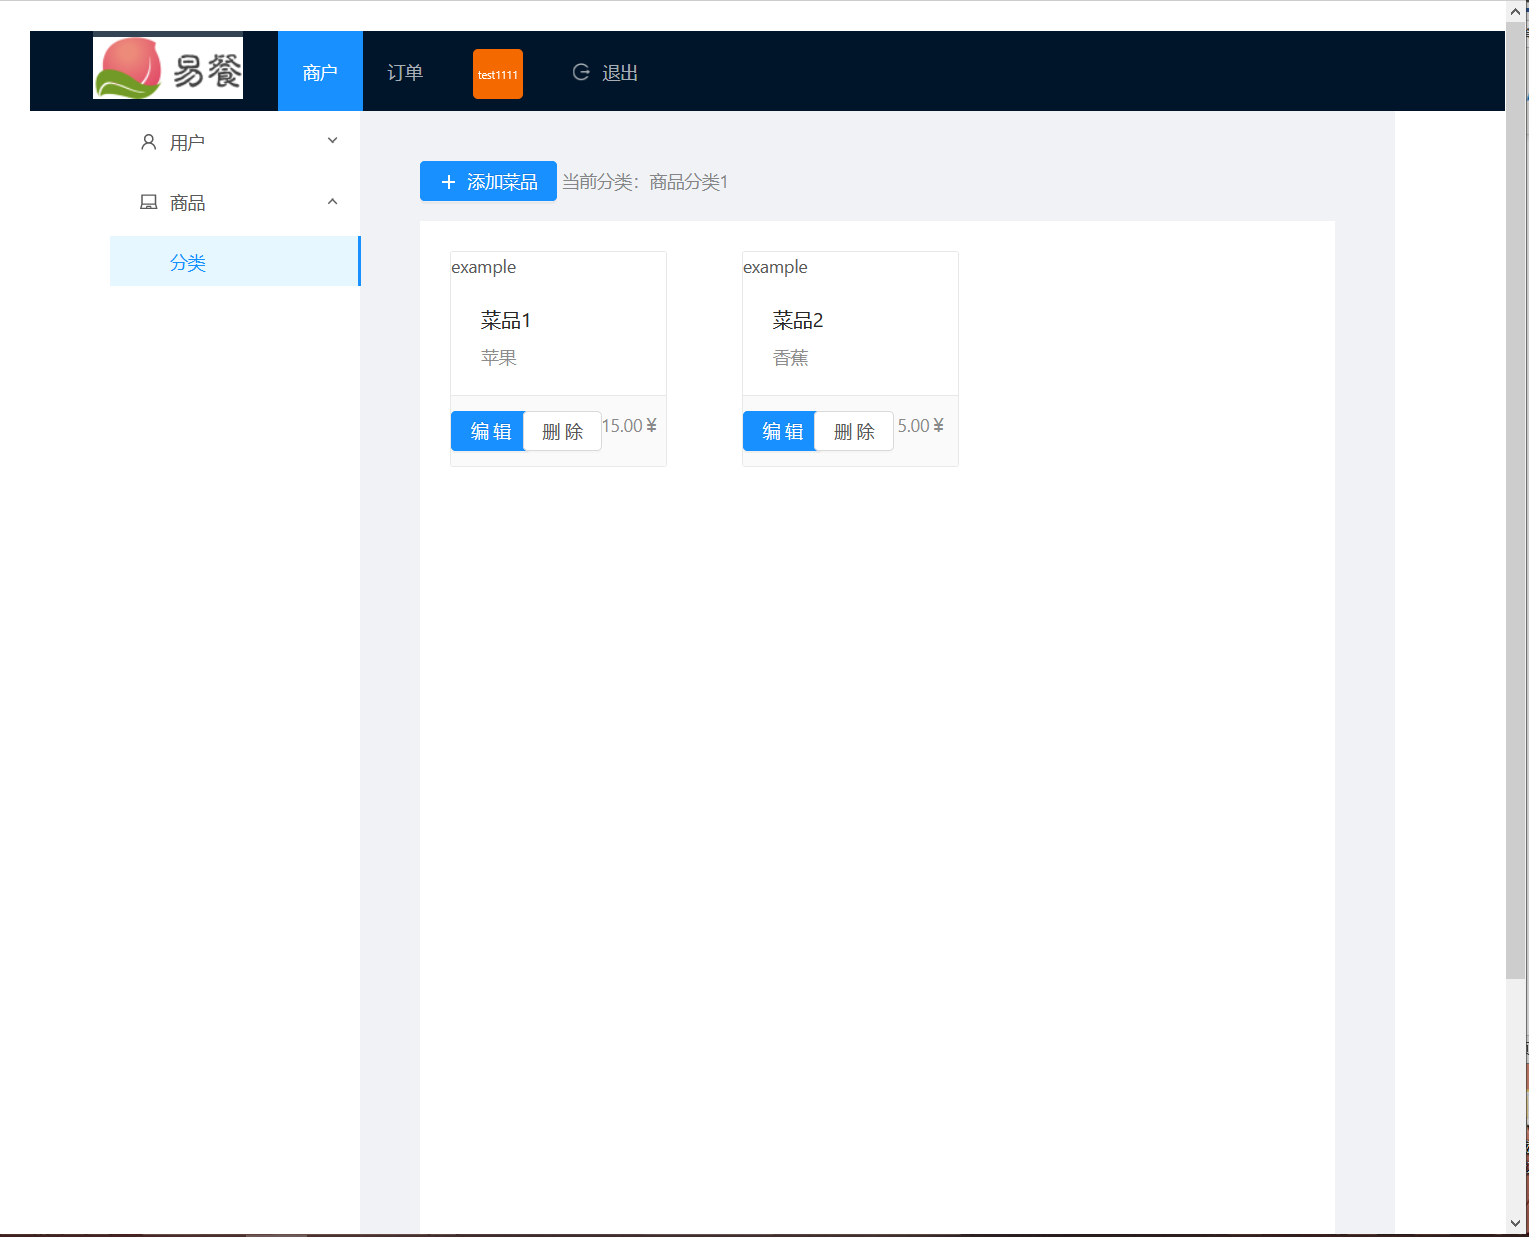 易餐 商户 订单 test1111 退出
用户
商品
分类
添加菜品 当前分类：商品分类1
example
菜品1
苹果
编 辑 删 除 15.00 ¥
example
菜品2
香蕉
编 辑 删 除 5.00 ¥